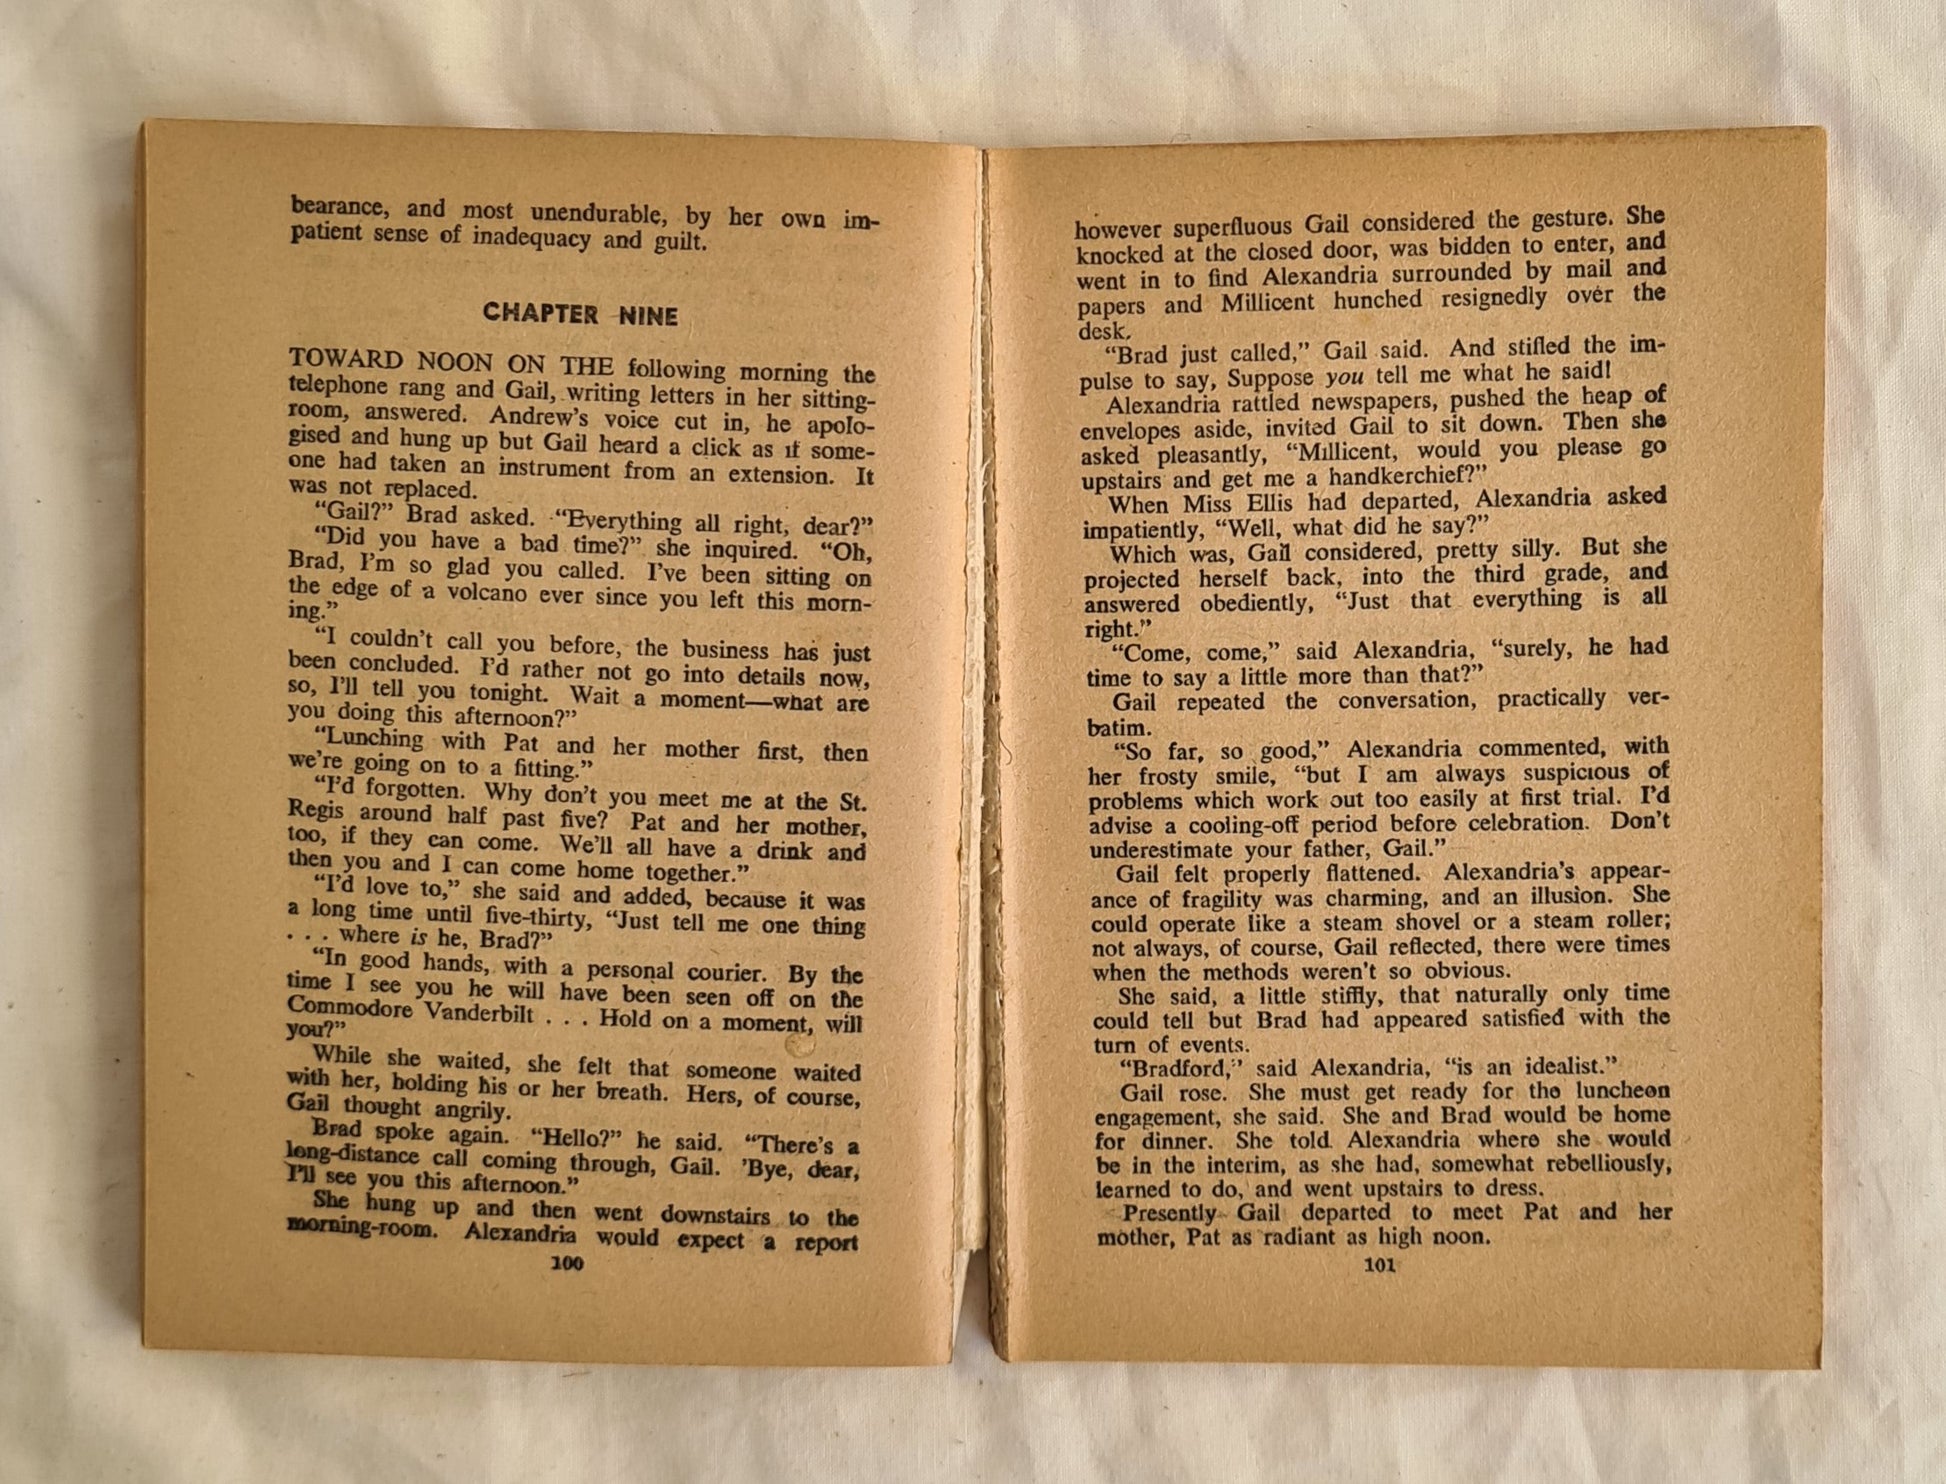 bearance, and most unendurable, by her own im-
patient sense of inadequacy and guilt.
CHAPTER NINE
TOWARD NOON ON THE following morning the
telephone rang and Gail, writing letters in her sitting-
room, answered. Andrew's voice cut in, he apolo-
gised and hung up but Gail heard a click as if some-
one had taken an instrument from an extension. It
was not replaced.
“Gail?” Brad asked. “Everything all right, dear?”
“Did you have a bad time?” she inquired. “Oh,
Brad, I'm so glad you called. I've been sitting on
the edge of a volcano ever since you left this morn-
ing.”
“I couldn't call you before, the business has just
been concluded. I'd rather not go into details now,
so, I'll tell you tonight. Wait a moment—what are
you doing this afternoon?”
“Lunching with Pat and her mother first, then
we're going on to a fitting.”
“I'd forgotten. Why don't you meet me at the St.
Regis around half past five? Pat and her mother,
too, if they can come. We'll all have a drink and
then you and I can come home together.”
“I'd love to,” she said and added, because it was
a long time until five-thirty, “Just tell me one thing
. . . where is he, Brad?”
“In good hands, with a personal courier. By the
time I see you he will have been seen off on the
Commodore Vanderbilt . . . Hold on a moment, will
you?”
While she waited, she felt that someone waited
with her, holding his or her breath. Hers, of course,
Gail thought angrily.
Brad spoke again. “Hello?” he said. “There's a
long-distance call coming through, Gail. 'Bye, dear,
I'll see you this afternoon.”
She hung up and then went downstairs to the
morning-room. Alexandria would expect a report
100
however superfluous Gail considered the gesture. She
knocked at the closed door, was bidden to enter, and
went in to find Alexandria surrounded by mail and
papers and Millicent hunched resignedly over the
desk.
“Brad just called,” Gail said. And stifled the im-
pulse to say, Suppose you tell me what he said!
Alexandria rattled newspapers, pushed the heap of
envelopes aside, invited Gail to sit down. Then she
asked pleasantly, “Millicent, would you please go
upstairs and get me a handkerchief?”
When Miss Ellis had departed, Alexandria asked
impatiently, “Well, what did he say?”
Which was, Gail considered, pretty silly. But she
projected herself back, into the third grade, and
answered obediently, “Just that everything is all
right.”
“Come, come,” said Alexandria, “surely, he had
time to say a little more than that?”
Gail repeated the conversation, practically ver-
batim.
“So far, so good,” Alexandria commented, with
her frosty smile, “but I am always suspicious of
problems which work out too easily at first trial. I'd
advise a cooling-off period before celebration. Don't
underestimate your father, Gail.”
Gail felt properly flattened. Alexandria's appear-
ance of fragility was charming, and an illusion. She
could operate like a steam shovel or a steam roller;
not always, of course, Gail reflected, there were times
when the methods weren't so obvious.
She said, a little stiffly, that naturally only time
could tell but Brad had appeared satisfied with the
turn of events.
“Bradford,” said Alexandria, “is an idealist.”
Gail rose. She must get ready for the luncheon
engagement, she said. She and Brad would be home
for dinner. She told Alexandria where she would
be in the interim, as she had, somewhat rebelliously,
learned to do, and went upstairs to dress.
Presently Gail departed to meet Pat and her
mother, Pat as radiant as high noon.
101